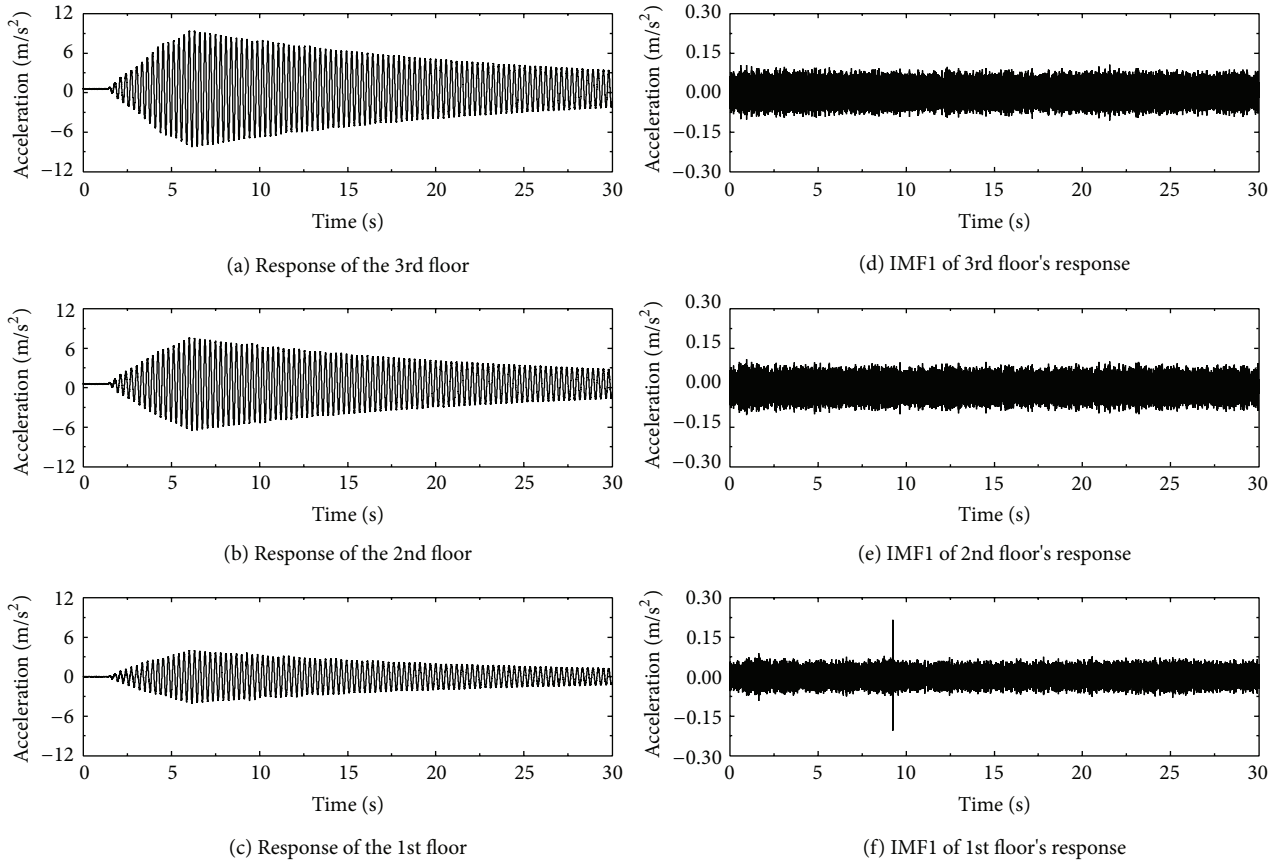 Acceleration (m/s²)
12
6
0
−6
−12
0 5 10 15 20 25 30
Time (s)
(a) Response of the 3rd floor
Acceleration (m/s²)
0.30
0.15
0.00
−0.15
−0.30
0 5 10 15 20 25 30
Time (s)
(d) IMF1 of 3rd floor's response
Acceleration (m/s²)
12
6
0
−6
−12
0 5 10 15 20 25 30
Time (s)
(b) Response of the 2nd floor
Acceleration (m/s²)
0.30
0.15
0.00
−0.15
−0.30
0 5 10 15 20 25 30
Time (s)
(e) IMF1 of 2nd floor's response
Acceleration (m/s²)
12
6
0
−6
−12
0 5 10 15 20 25 30
Time (s)
(c) Response of the 1st floor
Acceleration (m/s²)
0.30
0.15
0.00
−0.15
−0.30
0 5 10 15 20 25 30
Time (s)
(f) IMF1 of 1st floor's response